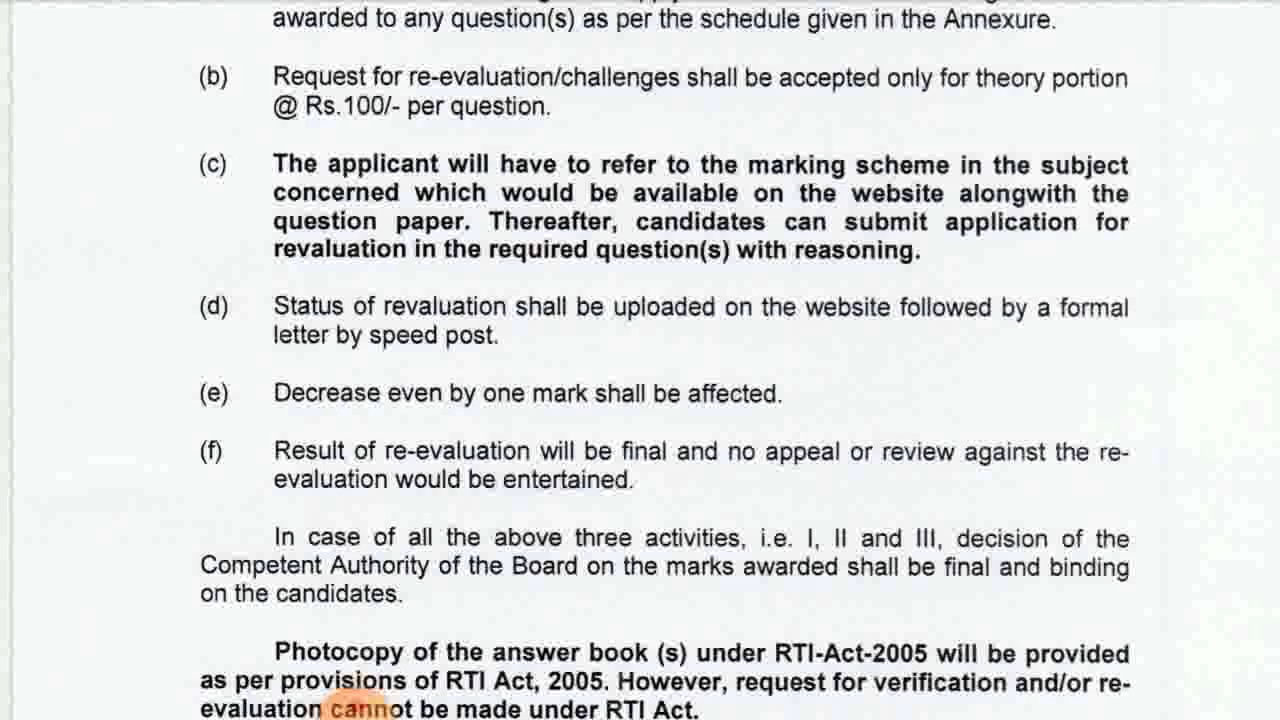 awarded to any question(s) as per the schedule given in the Annexure.
(b) Request for re-evaluation/challenges shall be accepted only for theory portion
@ Rs.100/- per question.
(c) The applicant will have to refer to the marking scheme in the subject
concerned which would be available on the website alongwith the
question paper. Thereafter, candidates can submit application for
revaluation in the required question(s) with reasoning.
(d) Status of revaluation shall be uploaded on the website followed by a formal
letter by speed post.
(e) Decrease even by one mark shall be affected.
(f) Result of re-evaluation will be final and no appeal or review against the re-
evaluation would be entertained.
In case of all the above three activities, i.e. I, II and III, decision of the
Competent Authority of the Board on the marks awarded shall be final and binding
on the candidates.
Photocopy of the answer book (s) under RTI-Act-2005 will be provided
as per provisions of RTI Act, 2005. However, request for verification and/or re-
evaluation cannot be made under RTI Act.